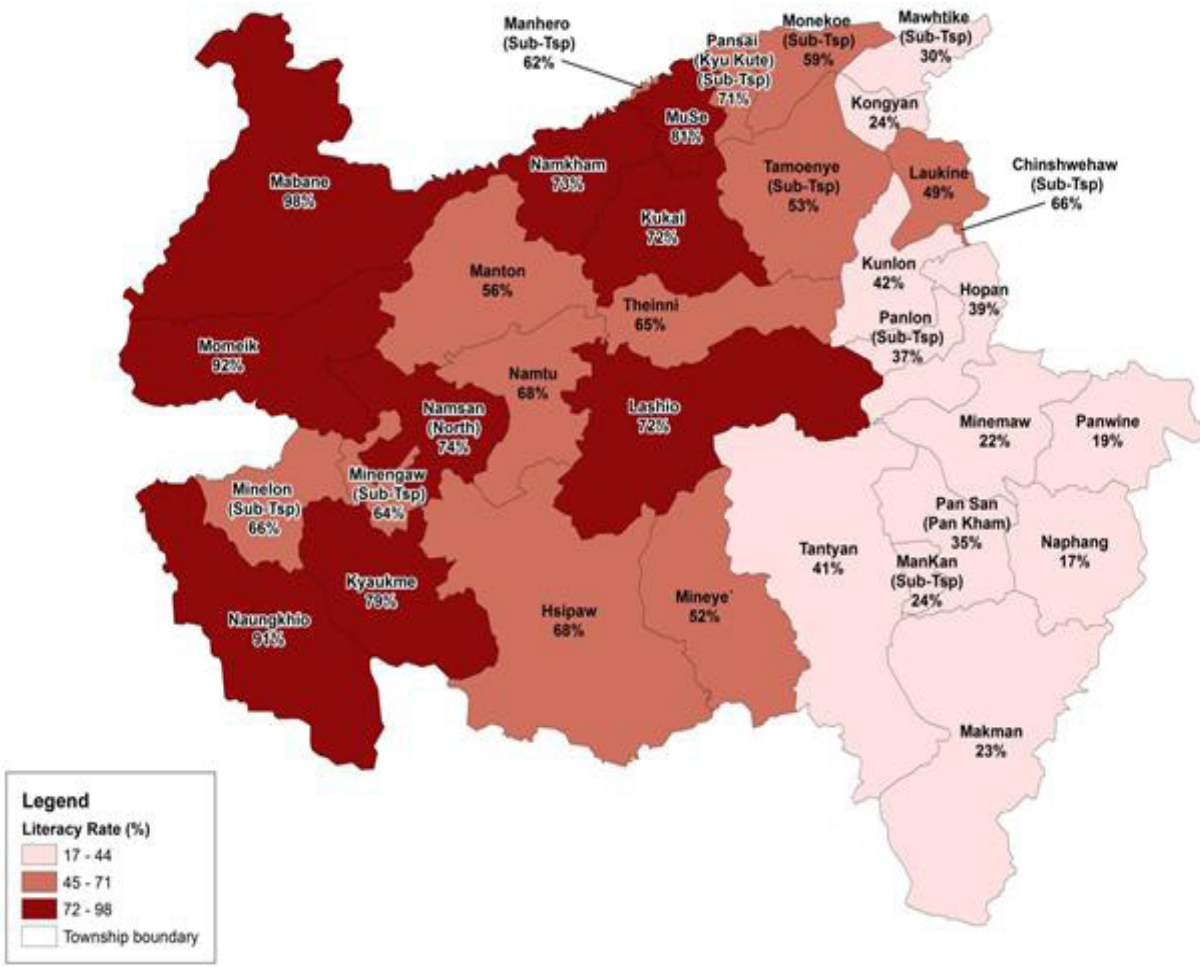 Manhero
(Sub-Tsp)
62%
Pansai
(Kyu Kute)
(Sub-Tsp)
71%
Monekoe
(Sub-Tsp)
59%
Mawhtike
(Sub-Tsp)
30%
Kongyan
24%
MuSe
81%
Mabane
98%
Namkham
73%
Tamoenye
(Sub-Tsp)
53%
Laukine
49%
Chinshwehaw
(Sub-Tsp)
66%
Kukai
72%
Manton
56%
Kunlon
42%
Hopan
39%
Theinni
65%
Panlon
(Sub-Tsp)
37%
Momeik
92%
Namtu
68%
Namsan
(North)
74%
Lashio
72%
Minemaw
22%
Panwine
19%
Minengaw
(Sub-Tsp)
64%
Minelon
(Sub-Tsp)
66%
Pan San
(Pan Kham)
35%
Tantyan
41%
ManKan
(Sub-Tsp)
24%
Naphang
17%
Kyaukme
79%
Naungkhio
91%
Hsipaw
68%
Mineye`
52%
Makman
23%
Legend
Literacy Rate (%)
17 - 44
45 - 71
72 - 98
Township boundary